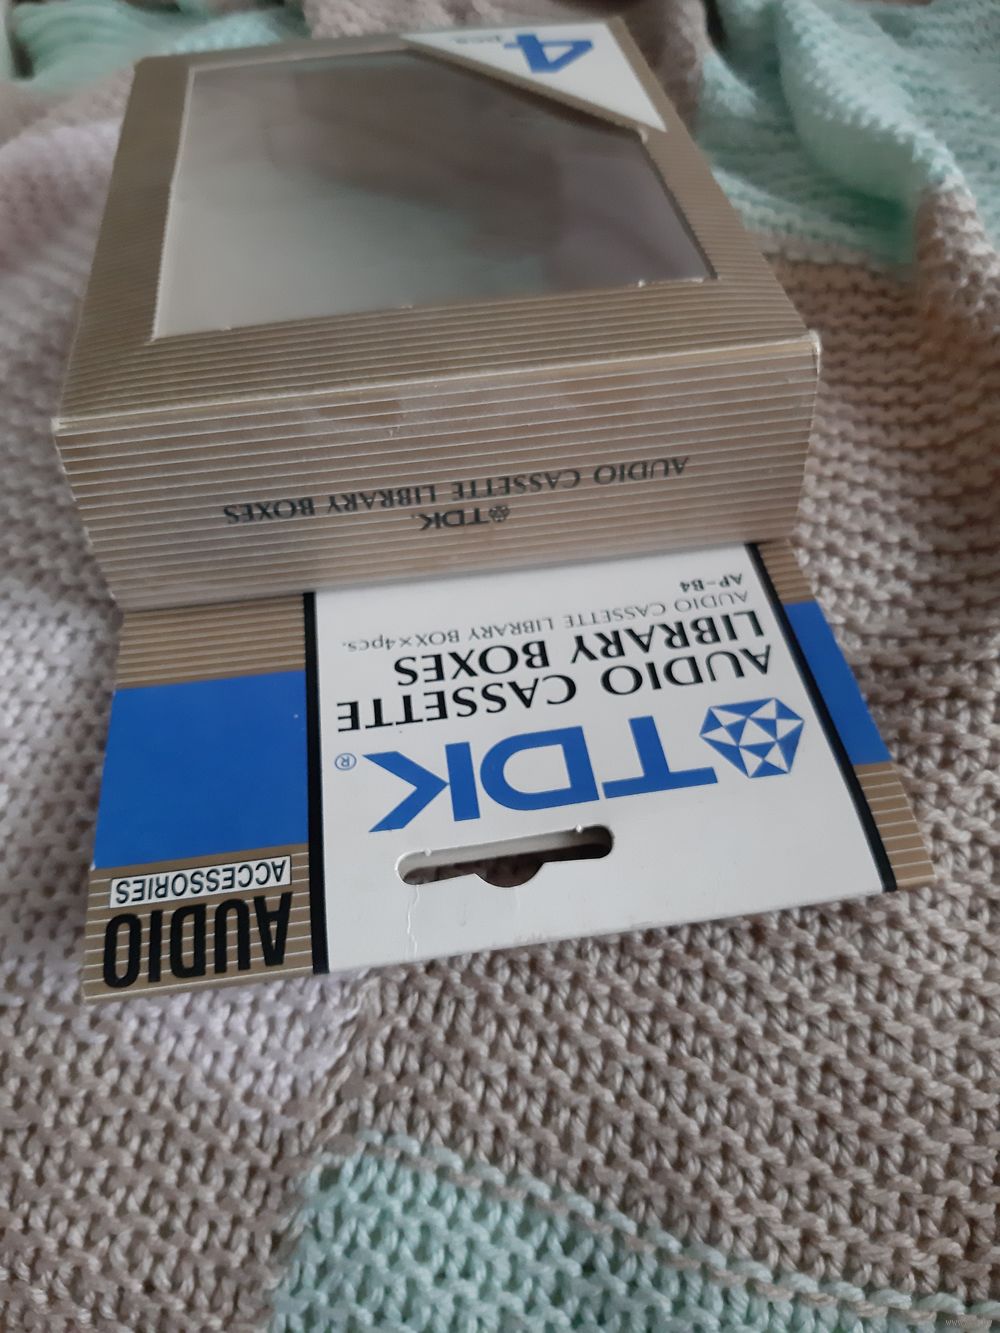 AUDIO
ACCESSORIES
TDK®
AUDIO CASSETTE
LIBRARY BOXES
AUDIO CASSETTE LIBRARY BOX×4pcs.
AP-B4
TDK.
AUDIO CASSETTE LIBRARY BOXES
4
pcs.